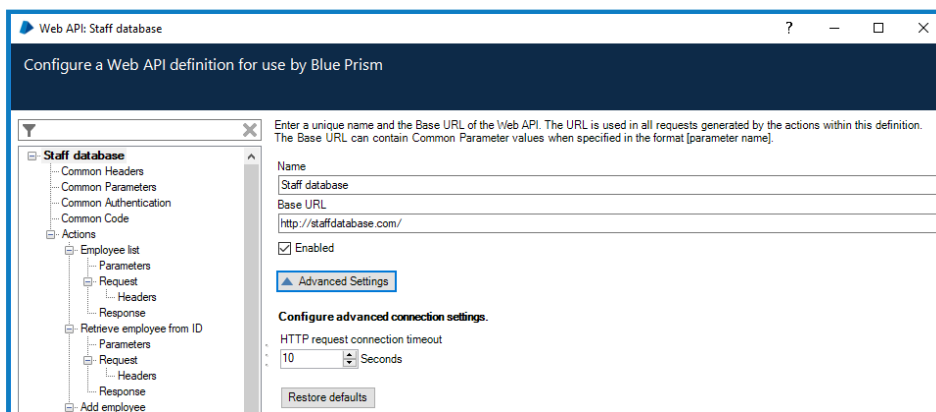 Web API: Staff database
Configure a Web API definition for use by Blue Prism
Enter a unique name and the Base URL of the Web API. The URL is used in all requests generated by the actions within this definition.
The Base URL can contain Common Parameter values when specified in the format [parameter name].
Staff database
Common Headers
Common Parameters
Common Authentication
Common Code
Actions
Employee list
Parameters
Request
Headers
Response
Retrieve employee from ID
Parameters
Request
Headers
Response
Add employee
Name
Staff database
Base URL
http://staffdatabase.com/
Enabled
Advanced Settings
Configure advanced connection settings.
HTTP request connection timeout
10 Seconds
Restore defaults